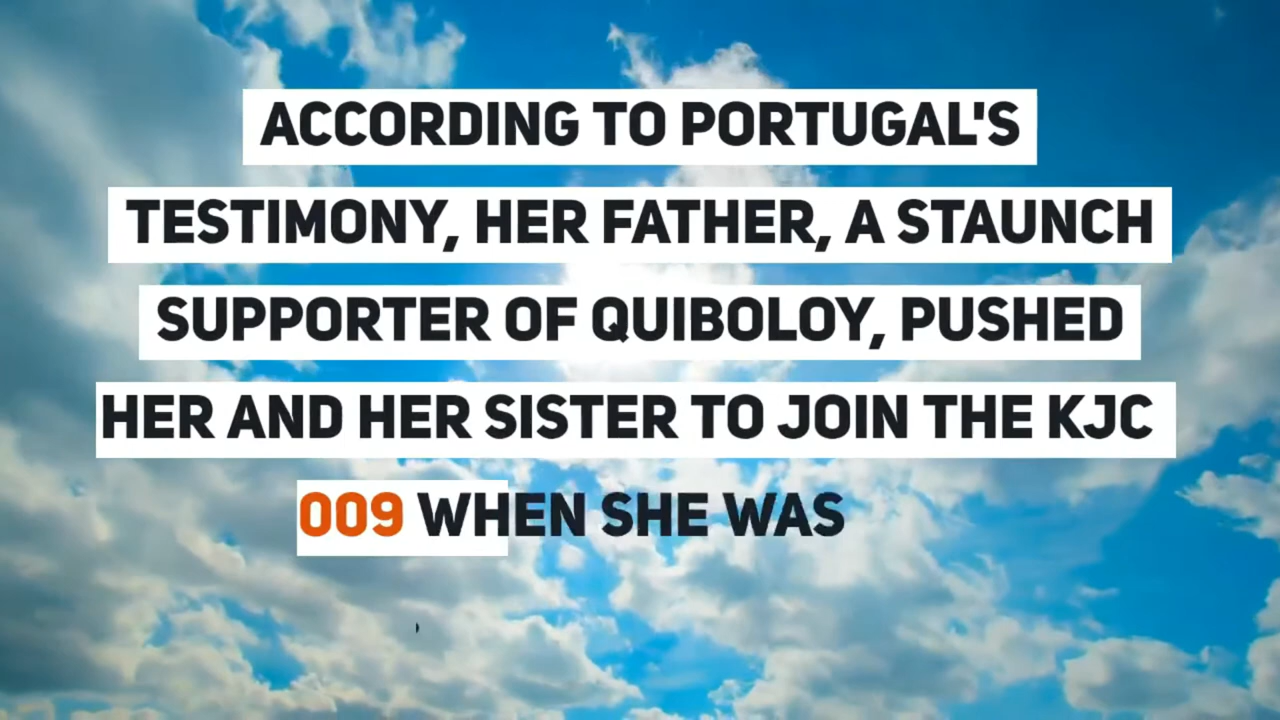 ACCORDING TO PORTUGAL'S
TESTIMONY, HER FATHER, A STAUNCH
SUPPORTER OF QUIBOLOY, PUSHED
HER AND HER SISTER TO JOIN THE KJC
009 WHEN SHE WAS